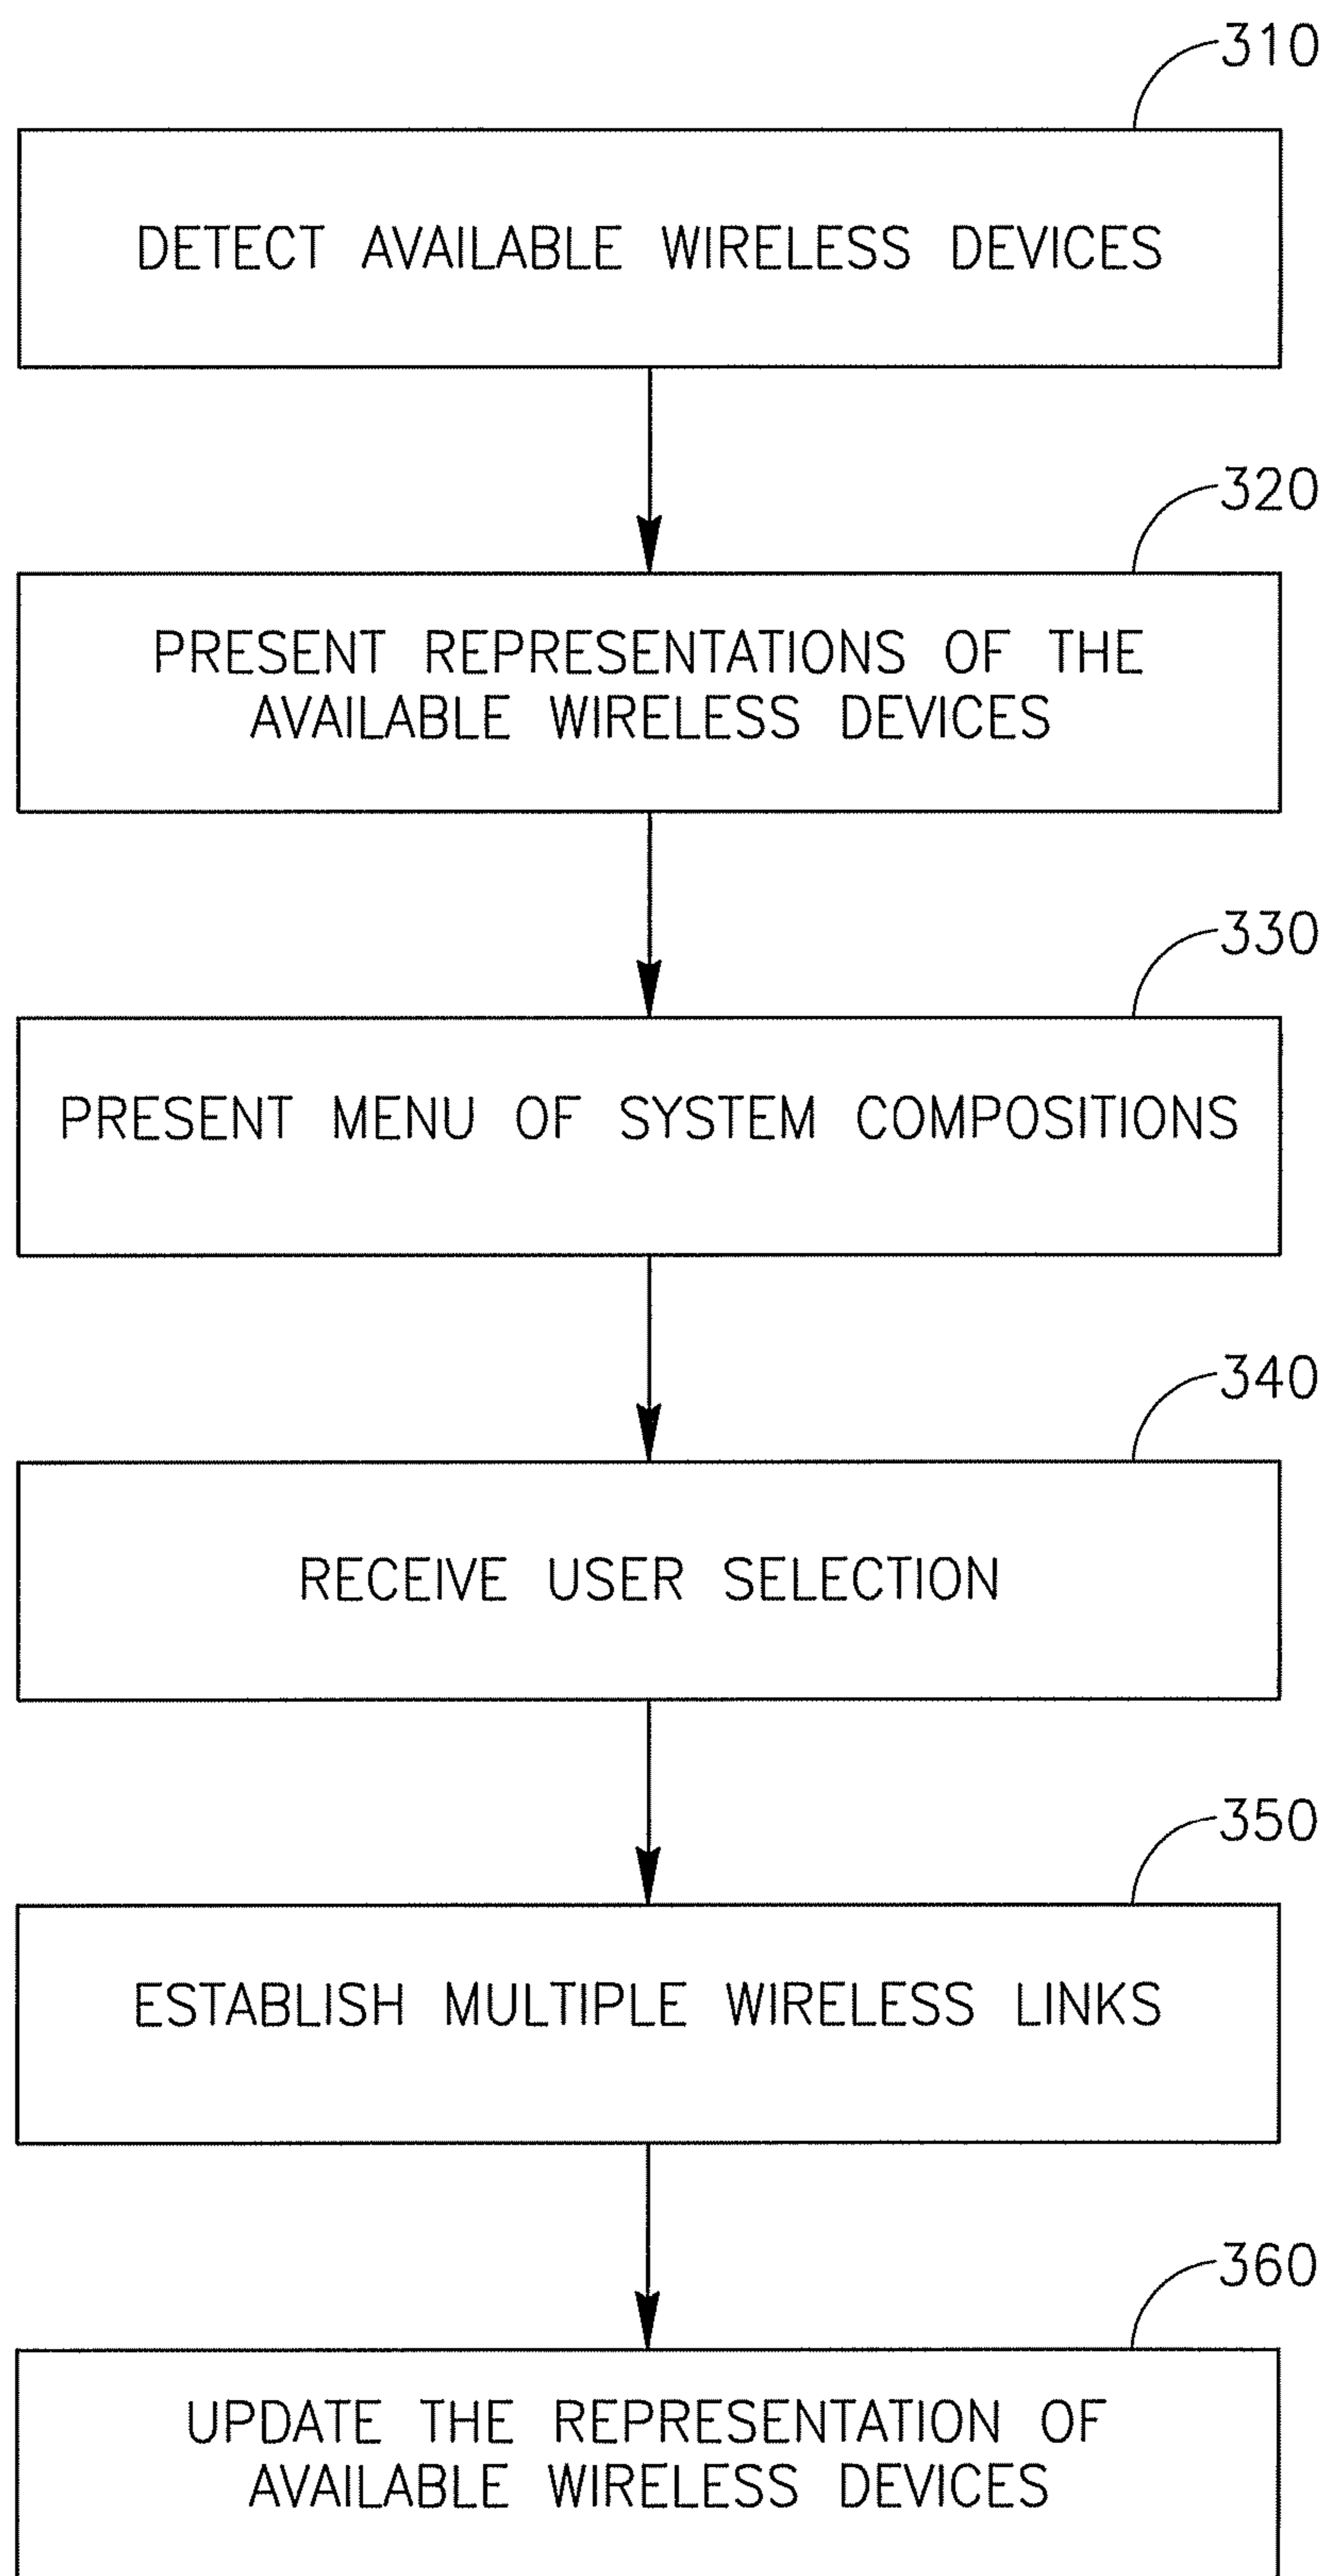 310
DETECT AVAILABLE WIRELESS DEVICES
320
PRESENT REPRESENTATIONS OF THE
AVAILABLE WIRELESS DEVICES
330
PRESENT MENU OF SYSTEM COMPOSITIONS
340
RECEIVE USER SELECTION
350
ESTABLISH MULTIPLE WIRELESS LINKS
360
UPDATE THE REPRESENTATION OF
AVAILABLE WIRELESS DEVICES